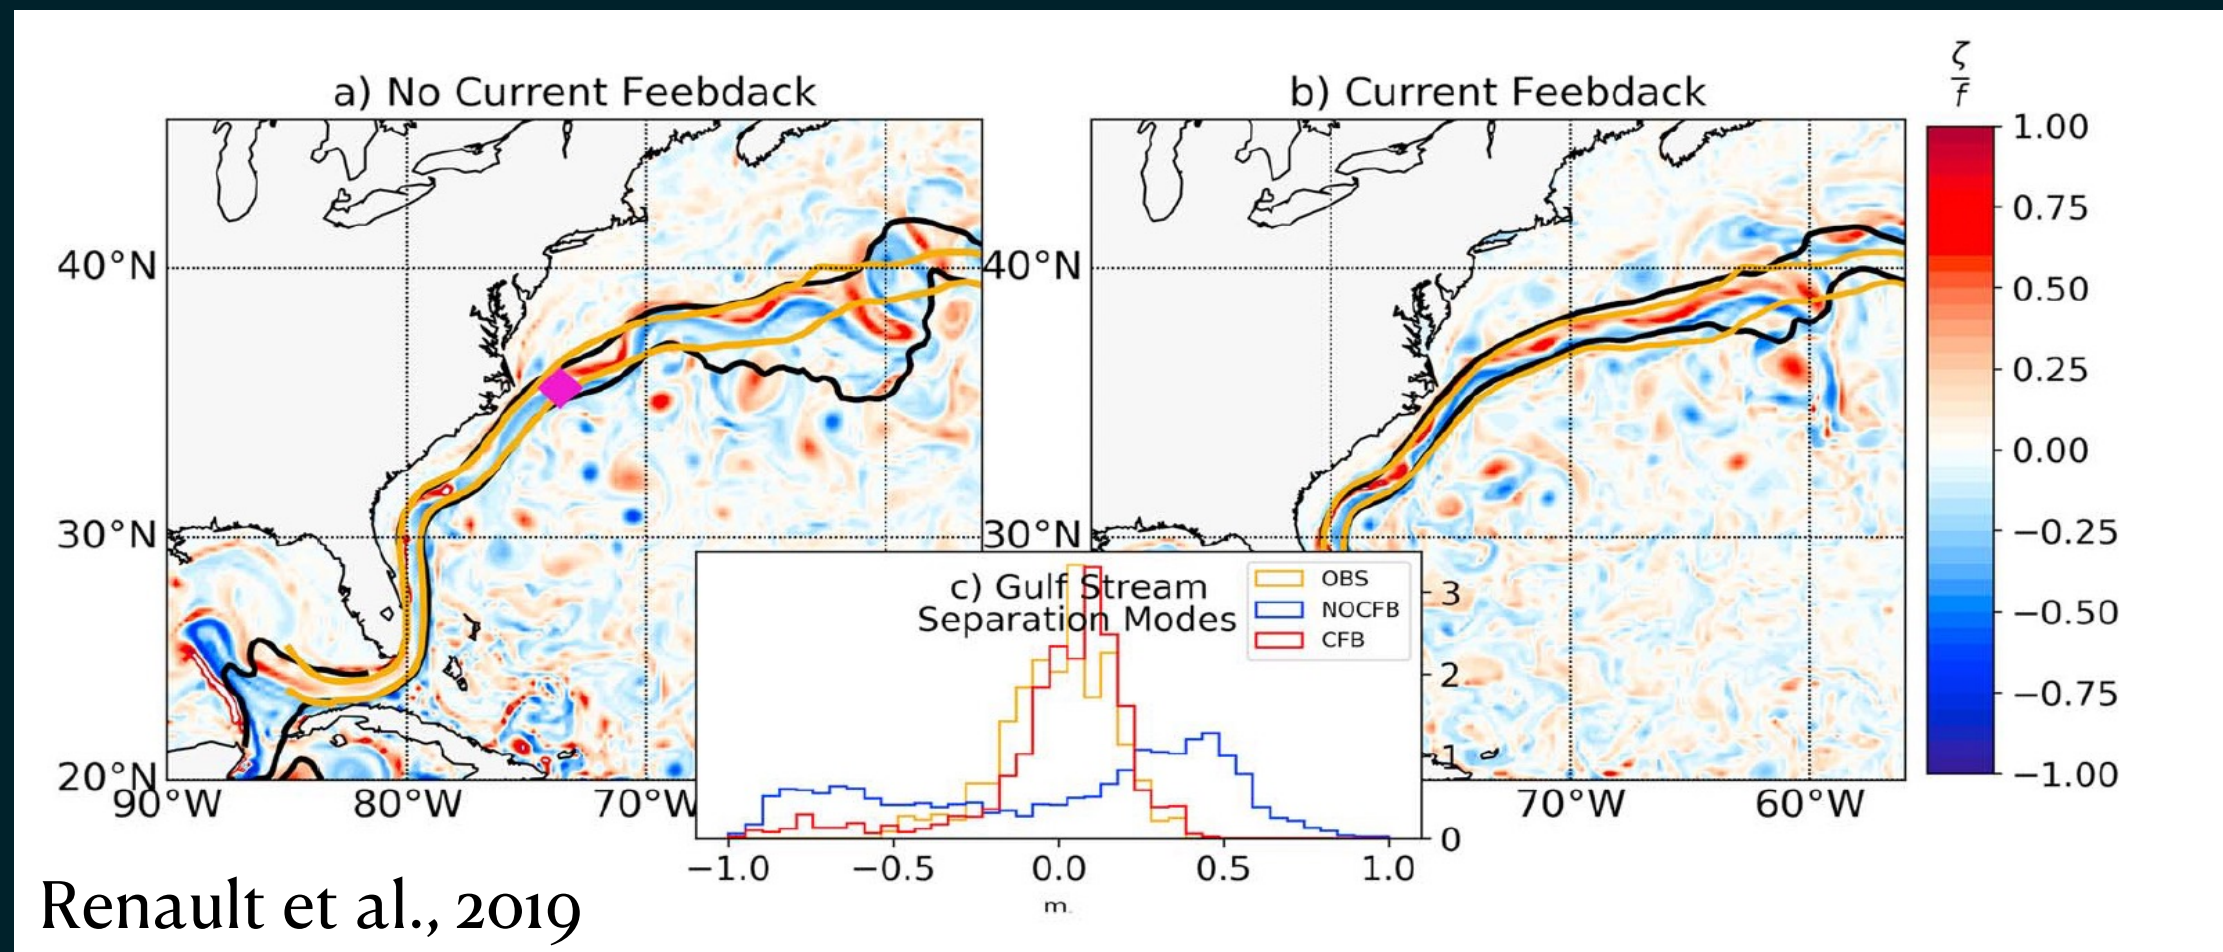 a) No Current Feebdack
b) Current Feebdack
ζ
f
1.00
0.75
0.50
0.25
0.00
−0.25
−0.50
−0.75
−1.00
40°N
30°N
20°N
90°W
80°W
70°W
40°N
30°N
70°W
60°W
c) Gulf Stream
Separation Modes
OBS
NOCFB
CFB
3
2
1
0
−1.0
−0.5
0.0
0.5
1.0
m.
Renault et al., 2019